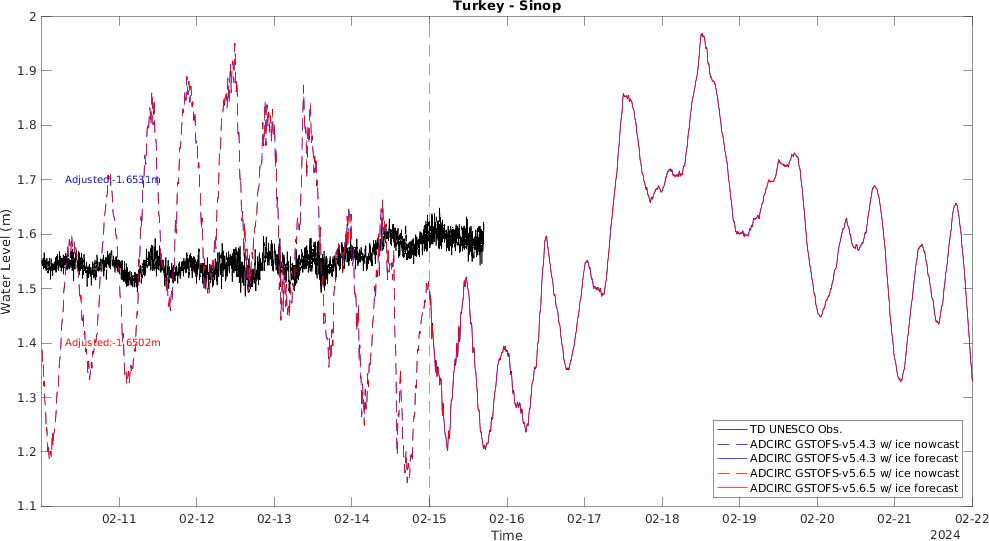 Turkey - Sinop
Water Level (m)
2
1.9
1.8
1.7
1.6
1.5
1.4
1.3
1.2
1.1
Adjusted:-1.6531m
Adjusted:-1.6502m
TD UNESCO Obs.
ADCIRC GSTOFS-v5.4.3 w/ ice nowcast
ADCIRC GSTOFS-v5.4.3 w/ ice forecast
ADCIRC GSTOFS-v5.6.5 w/ ice nowcast
ADCIRC GSTOFS-v5.6.5 w/ ice forecast
02-11 02-12 02-13 02-14 02-15 02-16 02-17 02-18 02-19 02-20 02-21 02-22
Time
2024